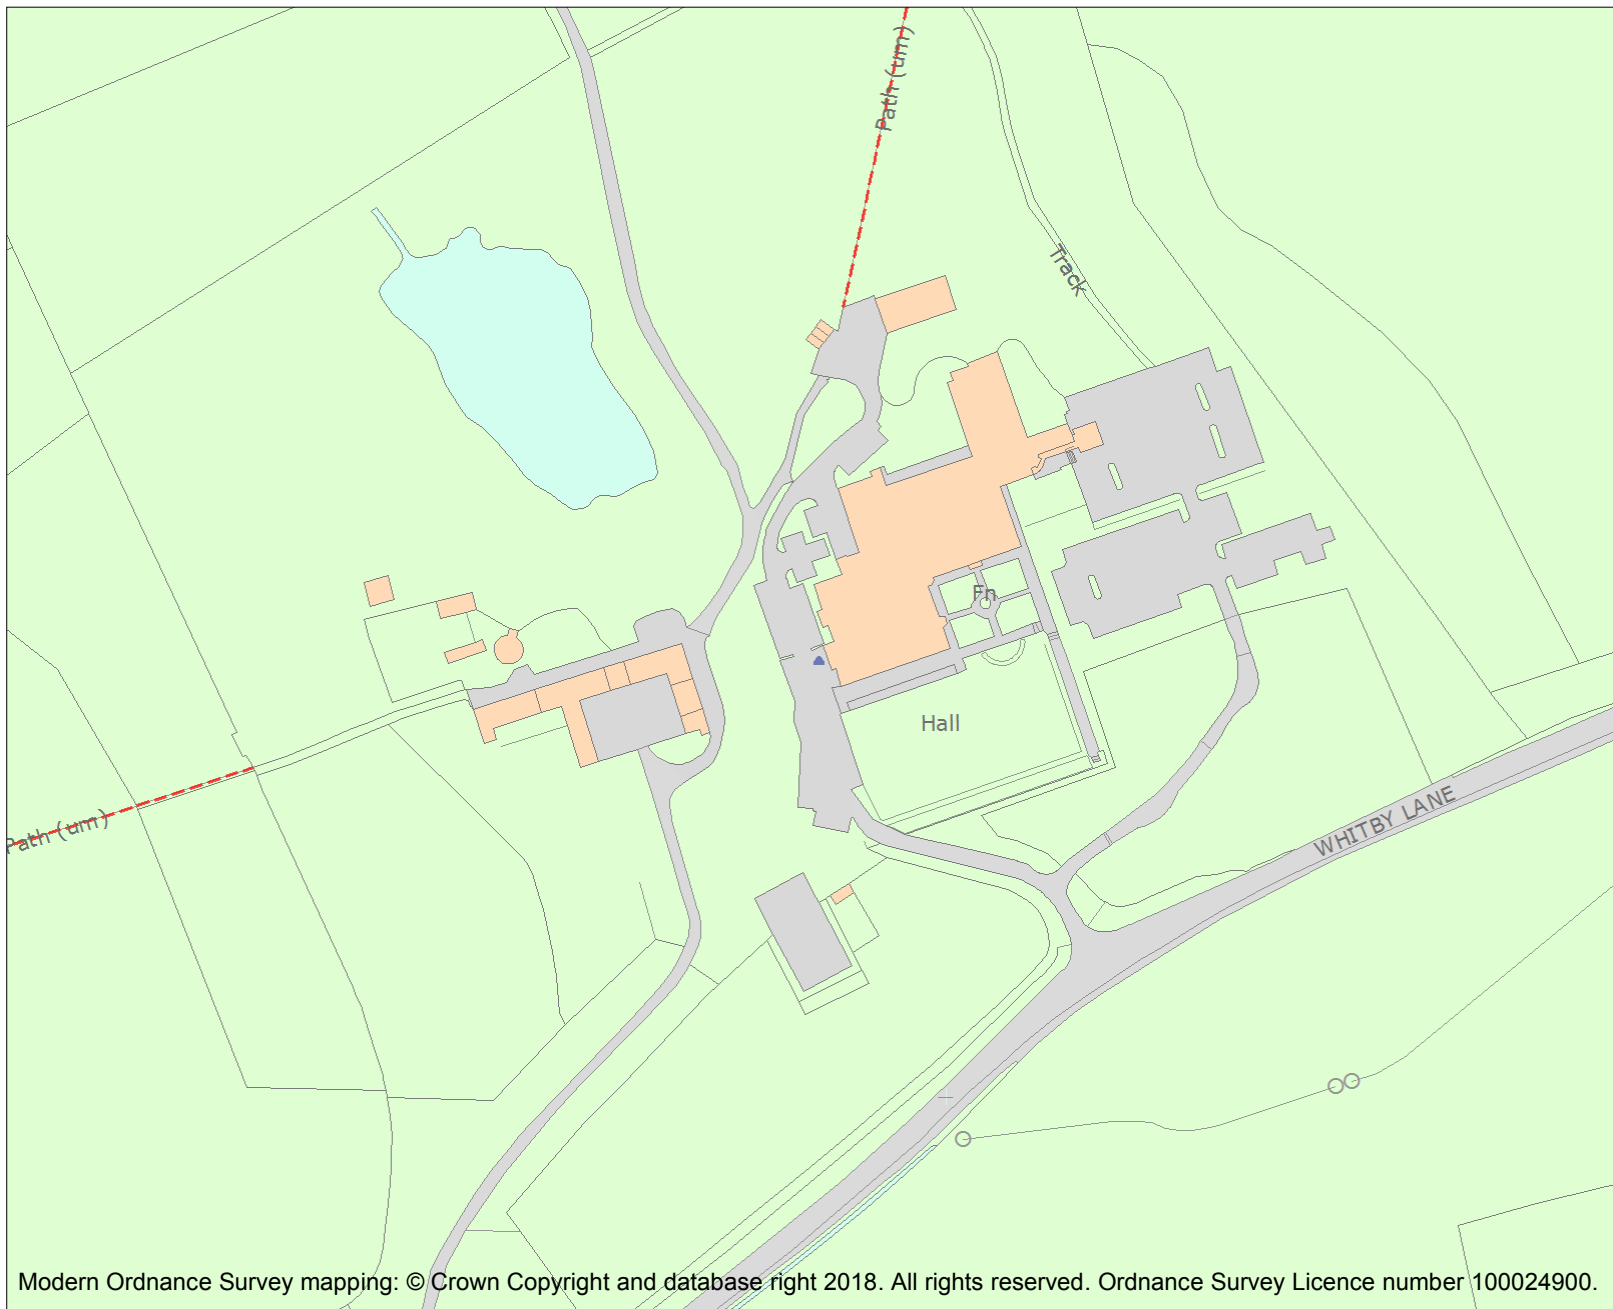 Path (um)
Track
Fn
Hall
WHITBY LANE
Path (um)
Modern Ordnance Survey mapping: © Crown Copyright and database right 2018. All rights reserved. Ordnance Survey Licence number 100024900.